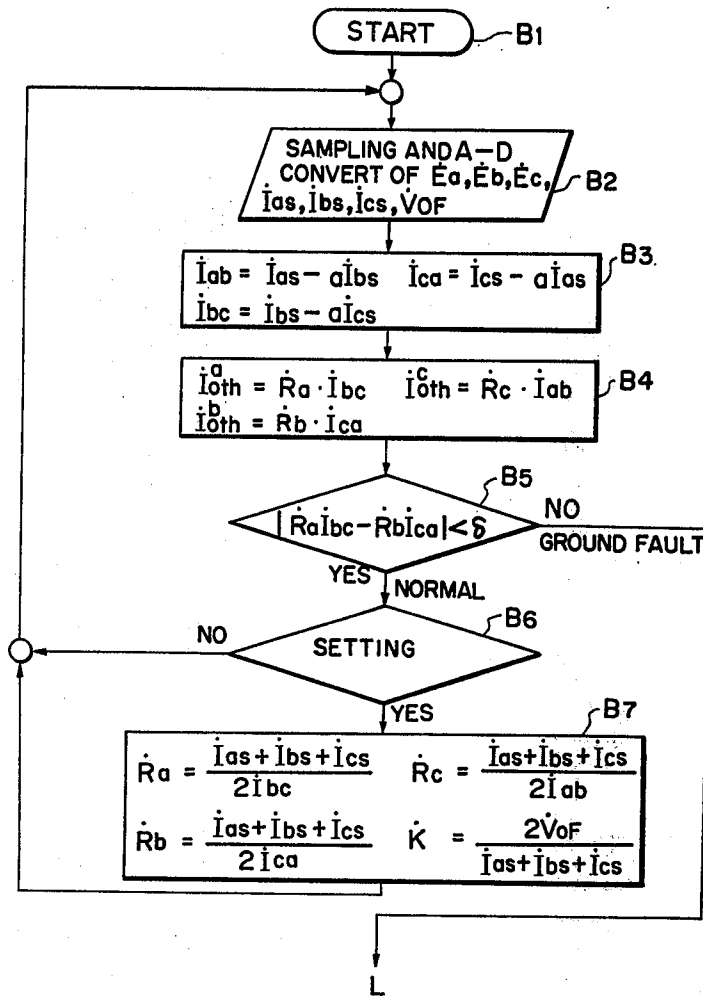 START
B1
SAMPLING AND A-D
CONVERT OF Ėa, Ėb, Ėc,
İas, İbs, İcs, V̇OF
B2
İab = İas − aİbs İca = İcs − aİas
İbc = İbs − aİcs
B3
İᵃoth = Ṙa · İbc İᶜoth = Ṙc · İab
İᵇoth = Ṙb · İca
B4
B5
|Ṙaİbc − Ṙbİca| < δ
NO
GROUND FAULT
YES
NORMAL
B6
NO
SETTING
YES
B7
Ṙa = (İas + İbs + İcs) / 2İbc Ṙc = (İas + İbs + İcs) / 2İab
Ṙb = (İas + İbs + İcs) / 2İca K̇ = 2V̇OF / (İas + İbs + İcs)
L